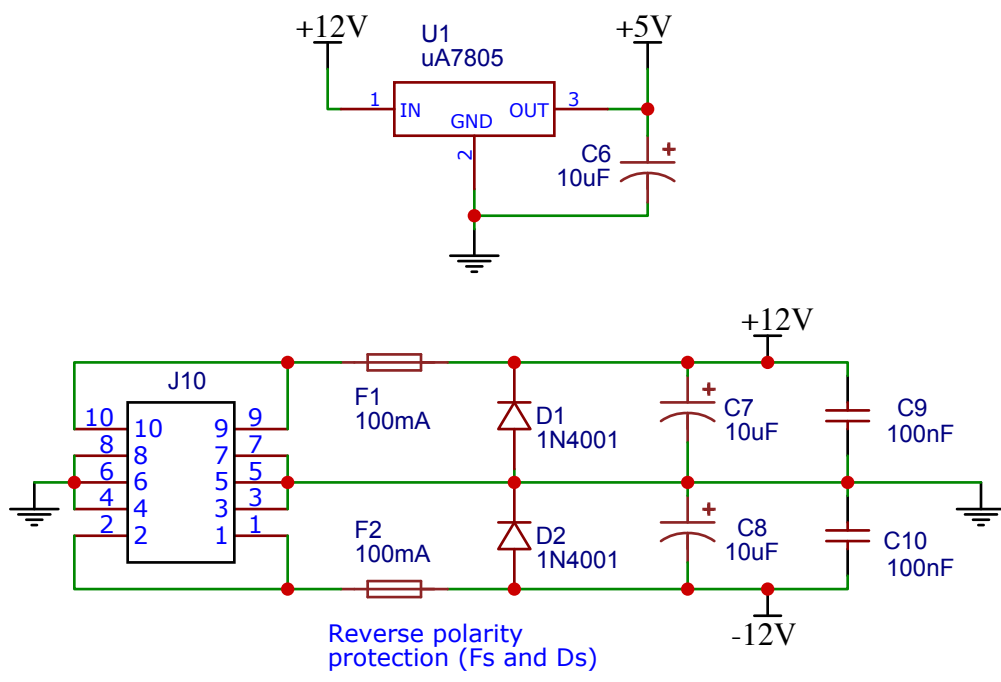 +12V
U1
uA7805
+5V
1
IN
OUT
3
GND
2
C6
+
10uF
+12V
J10
F1
100mA
10
10
9
9
8
8
7
7
6
6
5
5
4
4
3
3
2
2
1
1
D1
1N4001
+
C7
10uF
C9
100nF
F2
100mA
D2
1N4001
+
C8
10uF
C10
100nF
-12V
Reverse polarity
protection (Fs and Ds)